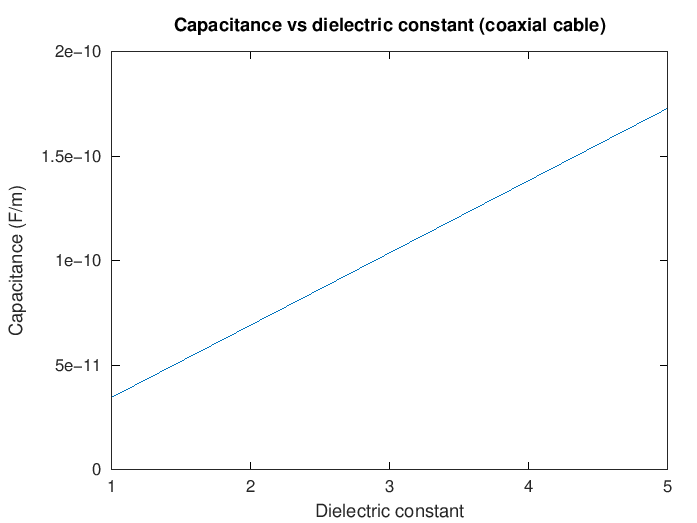 Capacitance vs dielectric constant (coaxial cable)
2e−10
1.5e−10
1e−10
5e−11
0
Capacitance (F/m)
1 2 3 4 5
Dielectric constant